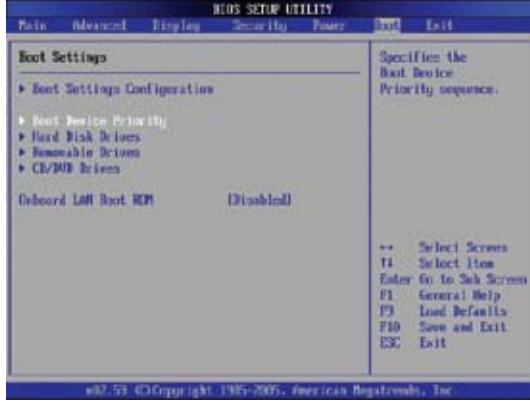 BIOS SETUP UTILITY
Main Advanced Display Security Power Boot Exit
Boot Settings
Boot Settings Configuration
Boot Device Priority
Hard Disk Drives
Removable Drives
CD/DVD Drives
Onboard LAN Boot ROM [Disabled]
Specifies the
Boot Device
Priority sequence.
↔ Select Screen
↑↓ Select Item
Enter Go to Sub Screen
F1 General Help
F9 Load Defaults
F10 Save and Exit
ESC Exit
v02.59 (C)Copyright 1985-2005, American Megatrends, Inc.